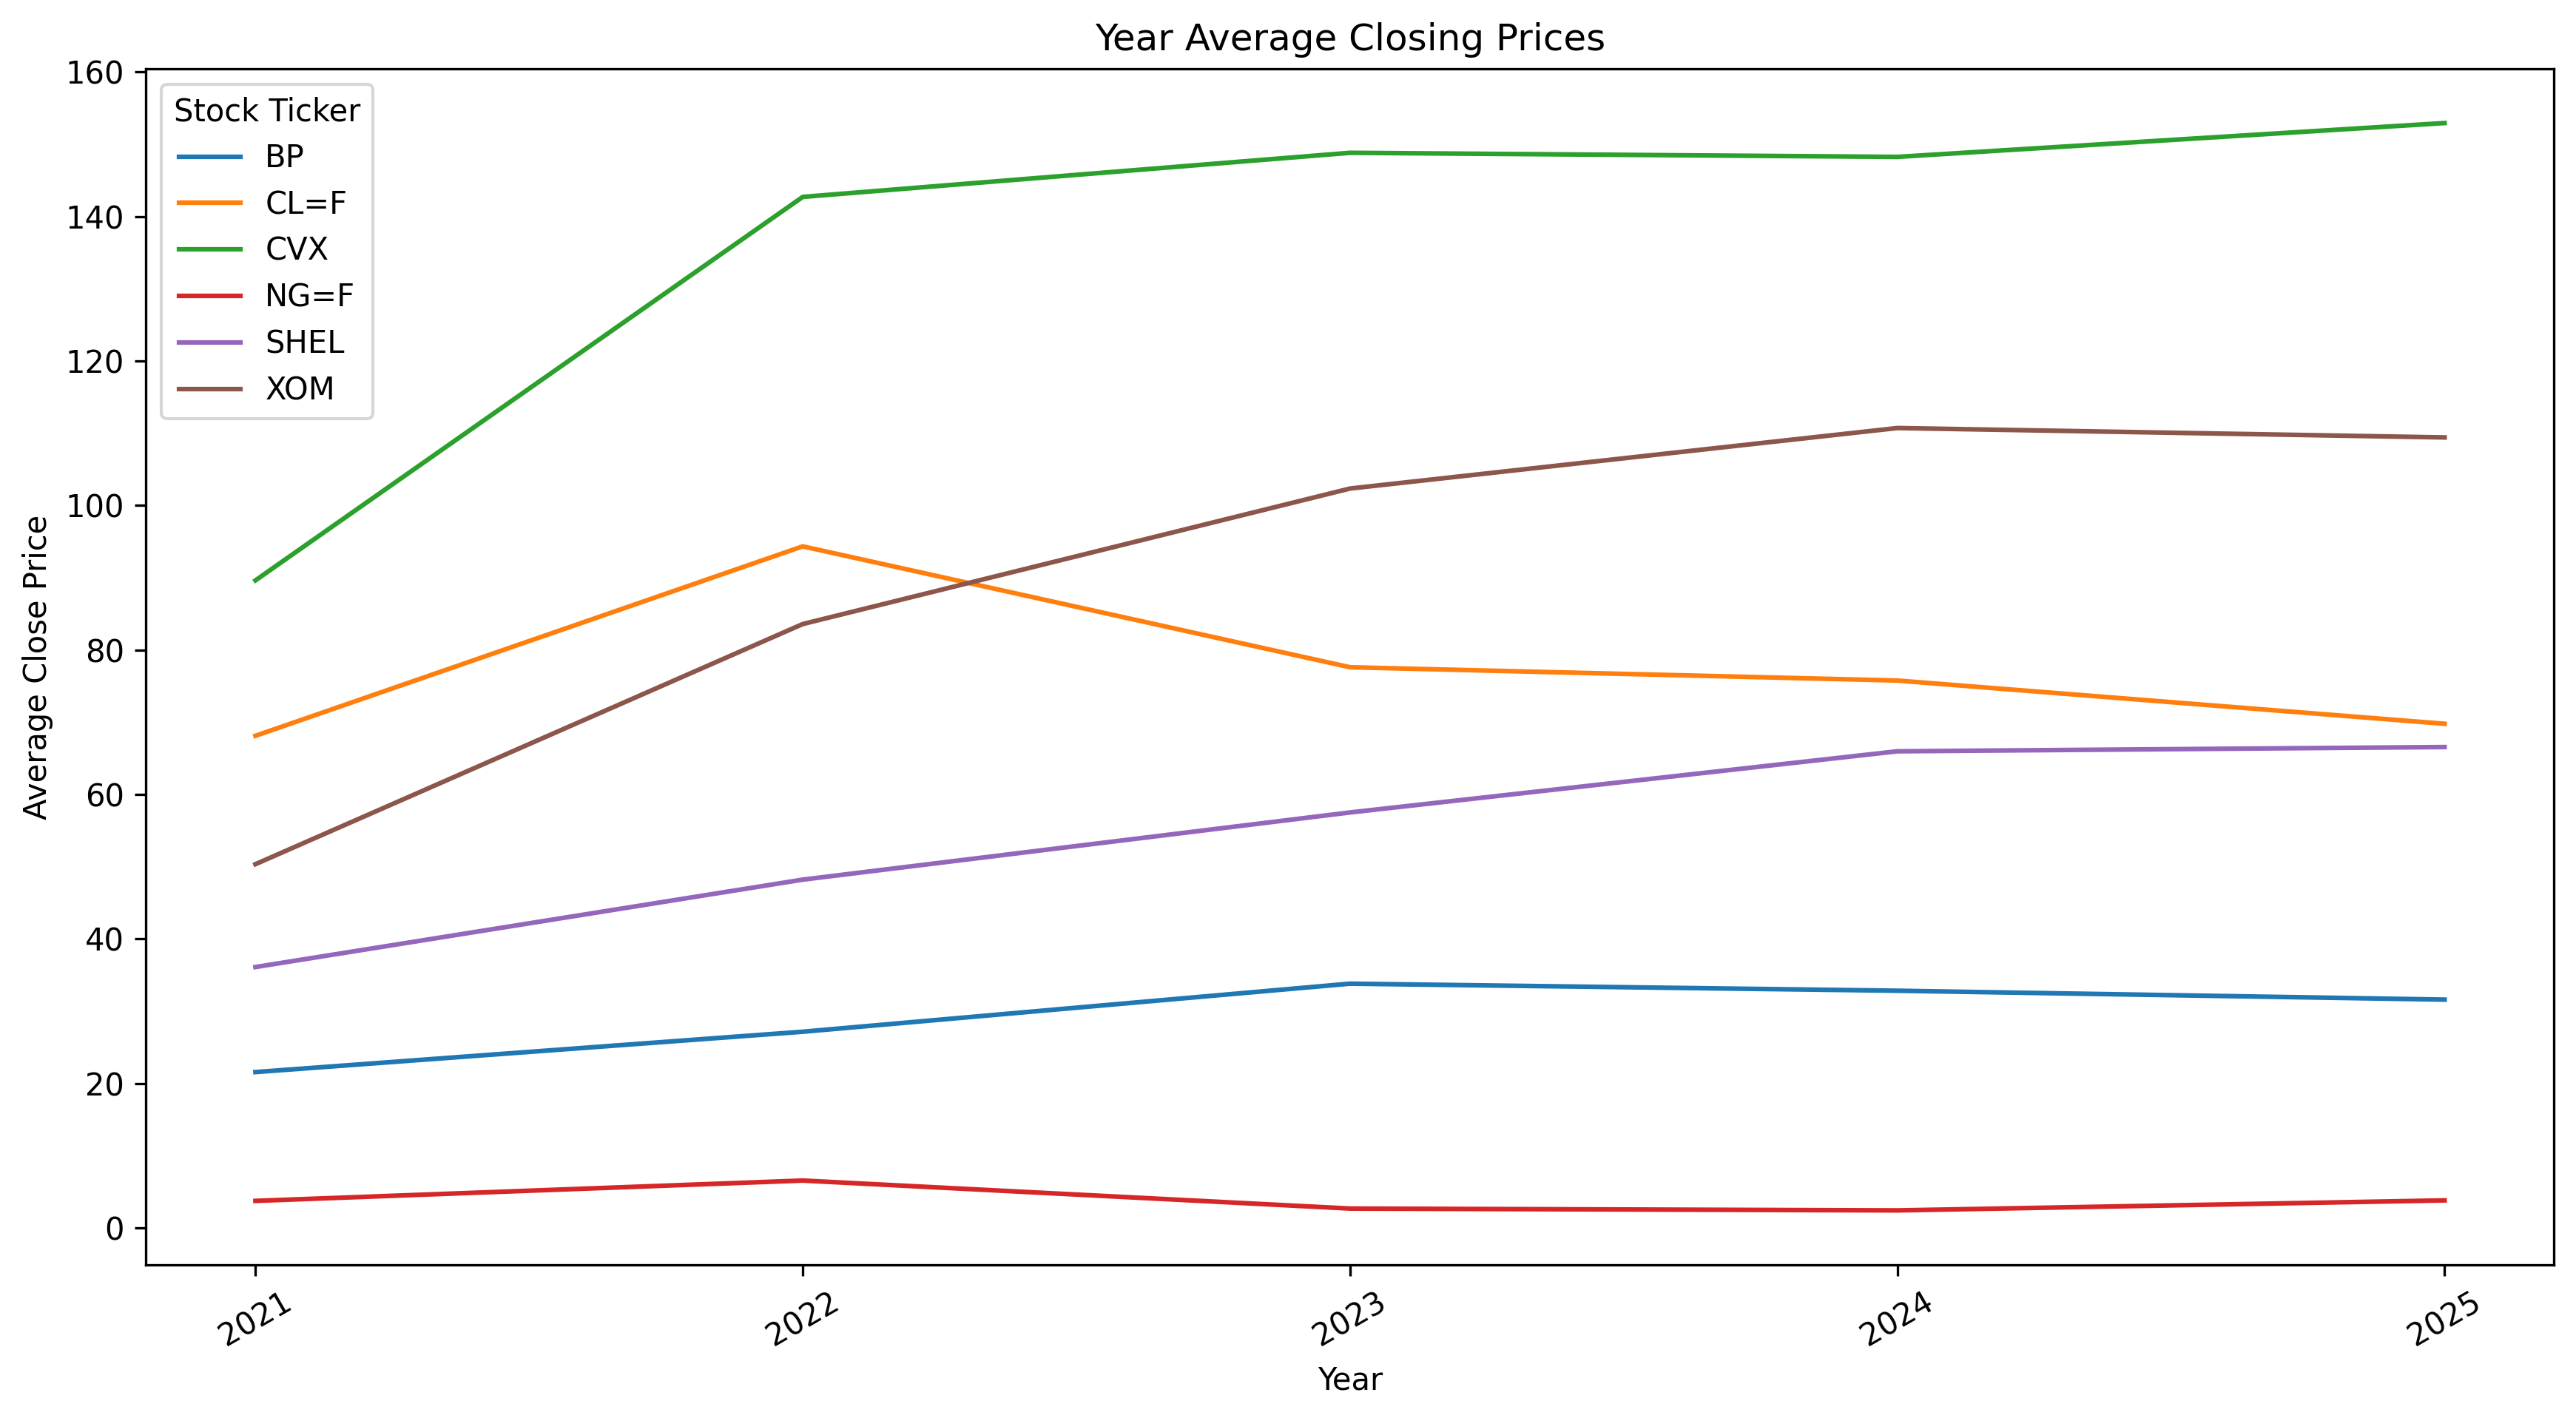 Year Average Closing Prices
Stock Ticker
BP
CL=F
CVX
NG=F
SHEL
XOM
Average Close Price
160
140
120
100
80
60
40
20
0
2021
2022
2023
2024
2025
Year